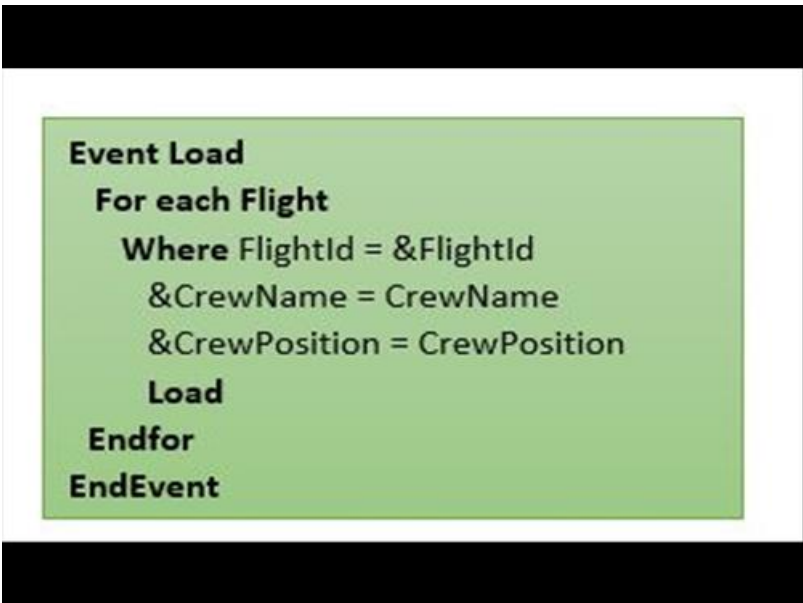 Event Load
For each Flight
Where FlightId = &FlightId
&CrewName = CrewName
&CrewPosition = CrewPosition
Load
Endfor
EndEvent